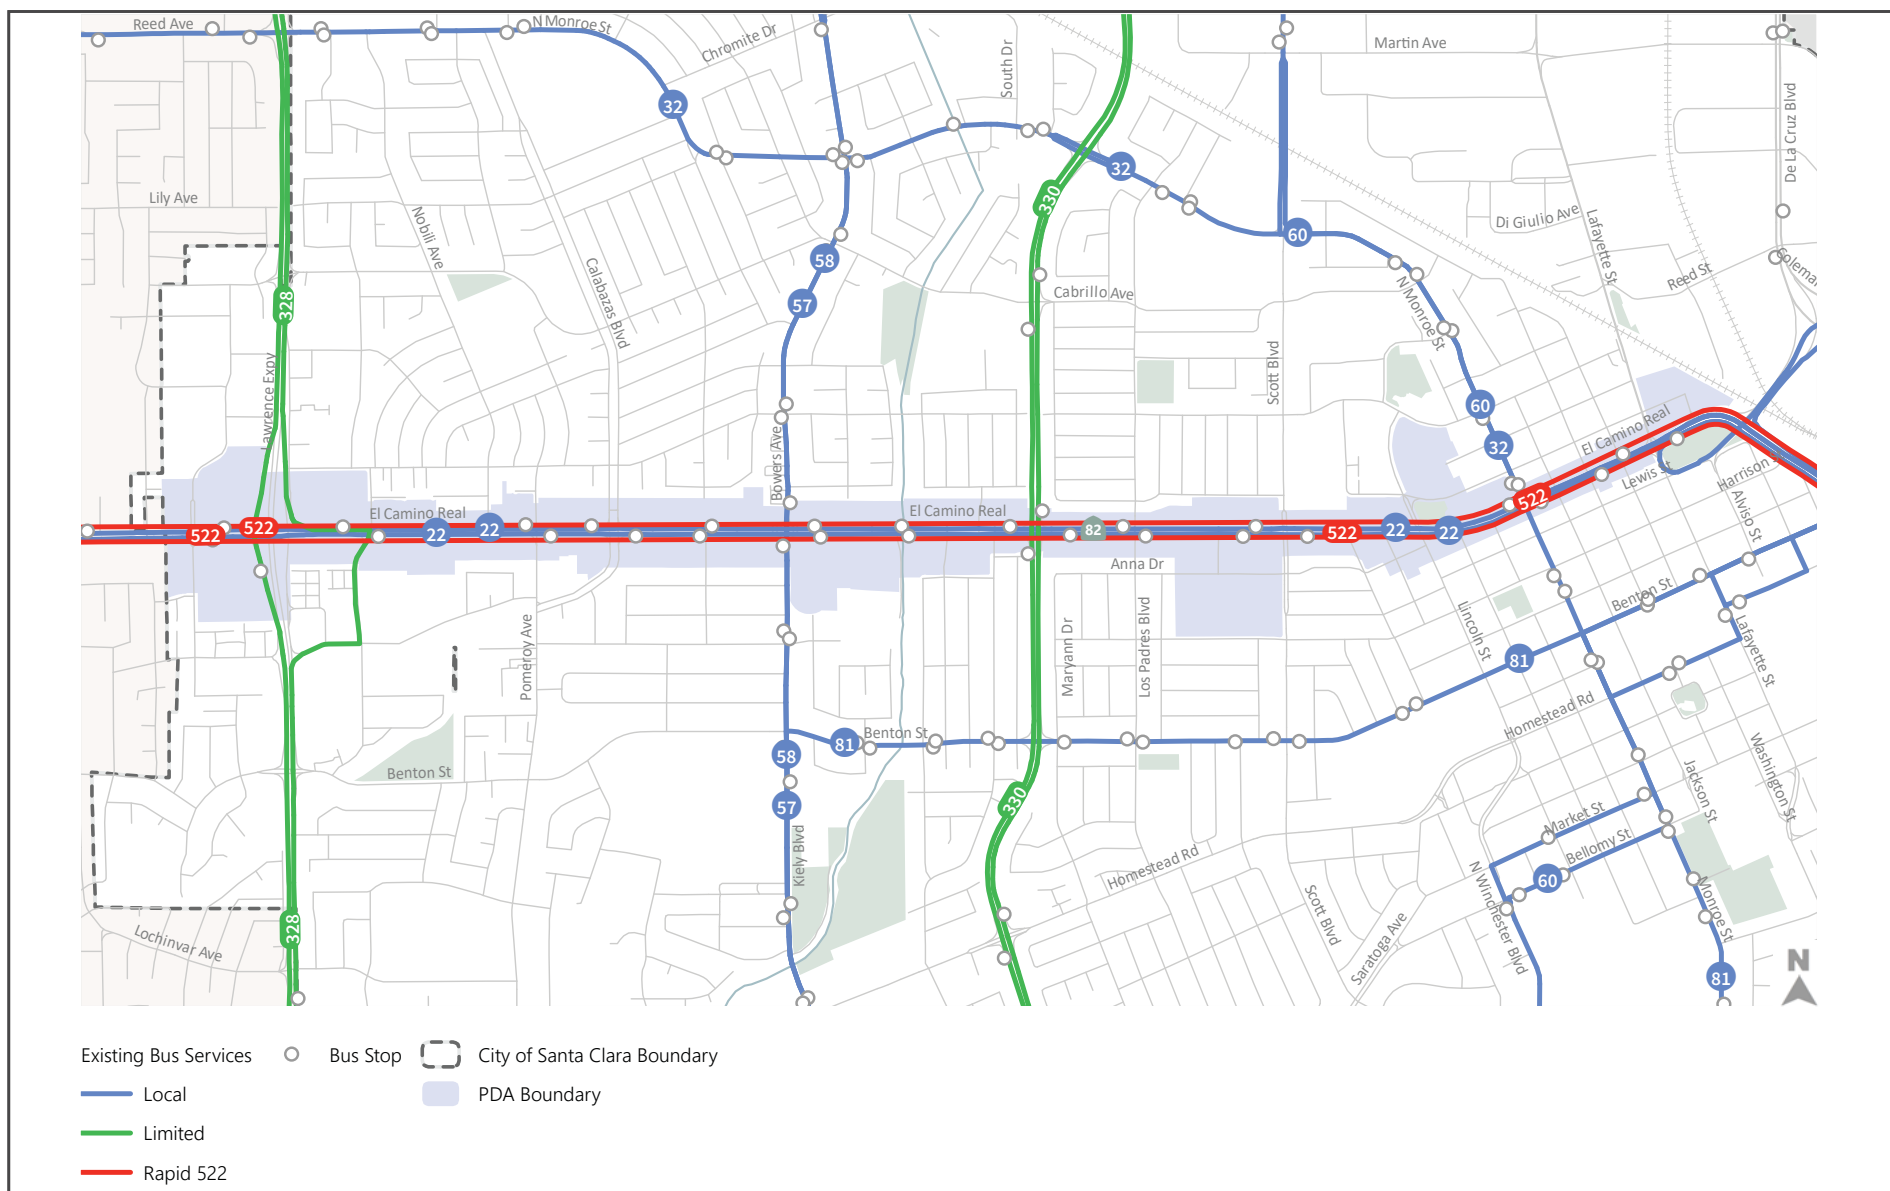 Reed Ave
N Monroe St
Chromite Dr
South Dr
Martin Ave
De La Cruz Blvd
32
32
330
Lily Ave
Nobili Ave
Calabazas Blvd
58
57
60
Di Giulio Ave
Lafayette St
Reed St
Colema
328
Cabrillo Ave
N Monroe St
Lawrence Expy
Scott Blvd
60
32
Bowers Ave
El Camino Real
El Camino Real
El Camino Real
Lewis St
Harrison S
Alviso St
522
522
22
22
82
522
22
22
522
Anna Dr
Pomeroy Ave
Maryann Dr
Los Padres Blvd
Lincoln St
Benton St
81
Lafayette St
Homestead Rd
Benton St
81
58
57
Benton St
330
Kiely Blvd
Homestead Rd
Scott Blvd
Saratoga Ave
N Winchester Blvd
Market St
Bellomy St
60
Jackson St
Washington St
Monroe St
81
Lochinvar Ave
328
N
Existing Bus Services
Bus Stop
City of Santa Clara Boundary
Local
PDA Boundary
Limited
Rapid 522